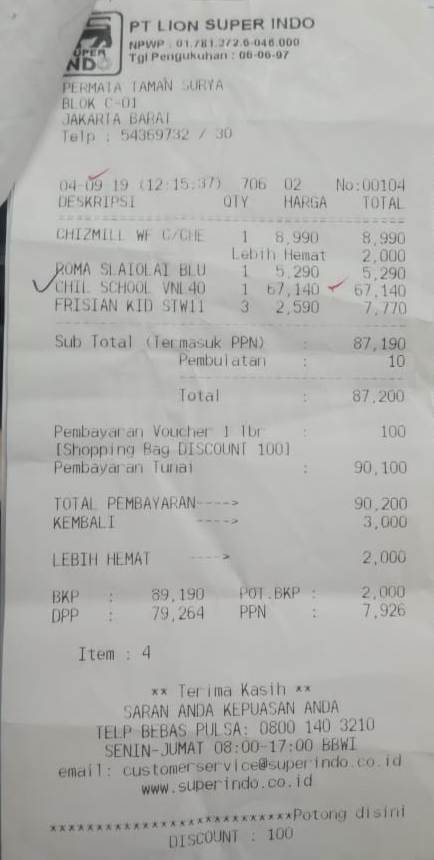 SUPER
INDO
PT LION SUPER INDO
NPWP : 01.781.272.6-046.000
Tgl Pengukuhan : 06-06-97
PERMATA TAMAN SURYA
BLOK C-01
JAKARTA BARAT
Telp : 54369732 / 30
04-09 19 (12:15:37) 706 02 No:00104
DESKRIPSI QTY HARGA TOTAL
CHIZMILL WF C/CHE 1 8,990 8,990
Lebih Hemat 2,000
ROMA SLAIOLAI BLU 1 5,290 5,290
CHIL SCHOOL VNL40 1 67,140 67,140
FRISIAN KID STW11 3 2,590 7,770
Sub Total (Termasuk PPN) : 87,190
Pembulatan : 10
Total : 87,200
Pembayaran Voucher 1 lbr : 100
[Shopping Bag DISCOUNT 100]
Pembayaran Tunai : 90,100
TOTAL PEMBAYARAN----> 90,200
KEMBALI ----> 3,000
LEBIH HEMAT ----> 2,000
BKP : 89,190 POT.BKP : 2,000
DPP : 79,264 PPN : 7,926
Item : 4
** Terima Kasih **
SARAN ANDA KEPUASAN ANDA
TELP BEBAS PULSA: 0800 140 3210
SENIN-JUMAT 08:00-17:00 BBWI
email: customerservice@superindo.co.id
www.superindo.co.id
***************************Potong disini
DISCOUNT : 100